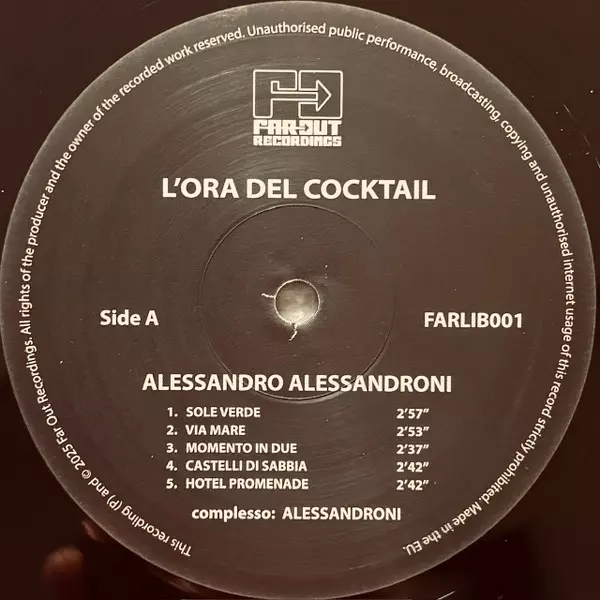 FAR OUT
RECORDINGS
L'ORA DEL COCKTAIL
Side A
FARLIB001
ALESSANDRO ALESSANDRONI
1. SOLE VERDE 2'57”
2. VIA MARE 2'53”
3. MOMENTO IN DUE 2'37”
4. CASTELLI DI SABBIA 2'42”
5. HOTEL PROMENADE 2'42”
complesso: ALESSANDRONI
This recording (P) and © 2025 Far Out Recordings. All rights of the producer and the owner of the recorded work reserved. Unauthorised public performance, broadcasting, copying and unauthorised internet usage of this record strictly prohibited. Made in the EU.